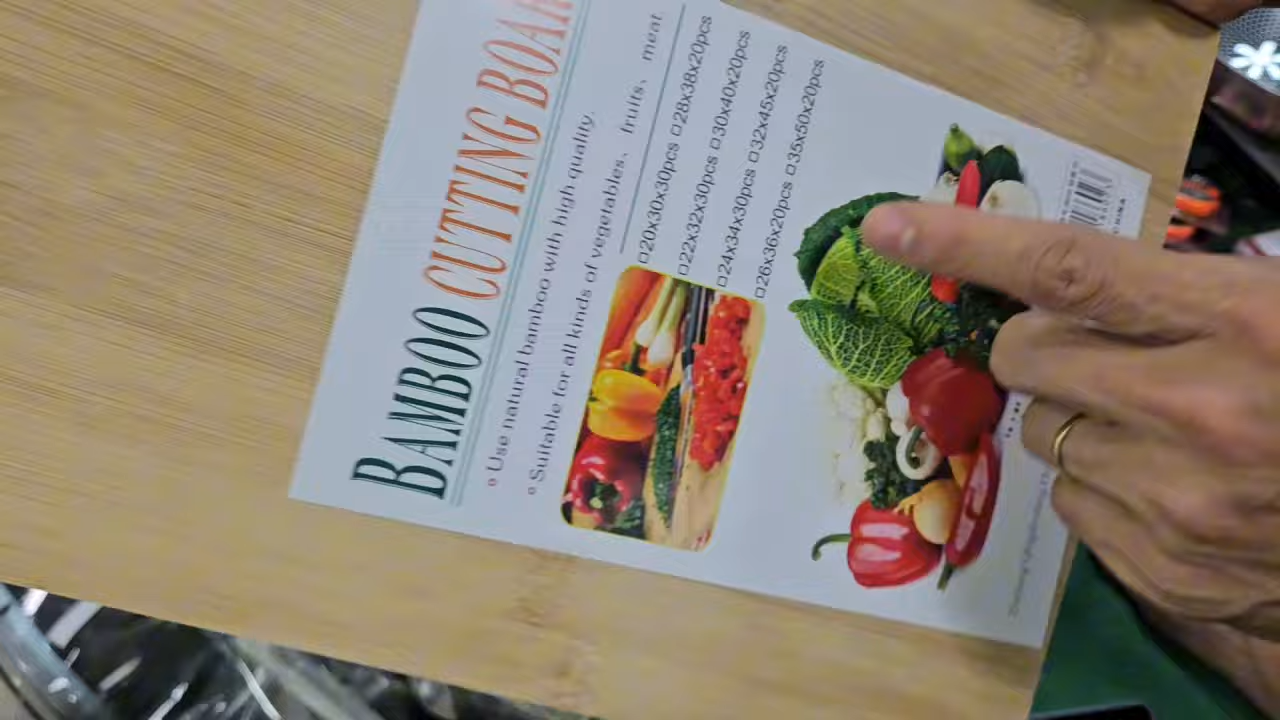 BAMBOO CUTTING BOAR
Use natural bamboo with high quality.
Suitable for all kinds of vegetables、fruits、meat
□20x30x30pcs □28x38x20pcs
□22x32x30pcs □30x40x20pcs
□24x34x30pcs □32x45x20pcs
□26x36x20pcs □35x50x20pcs